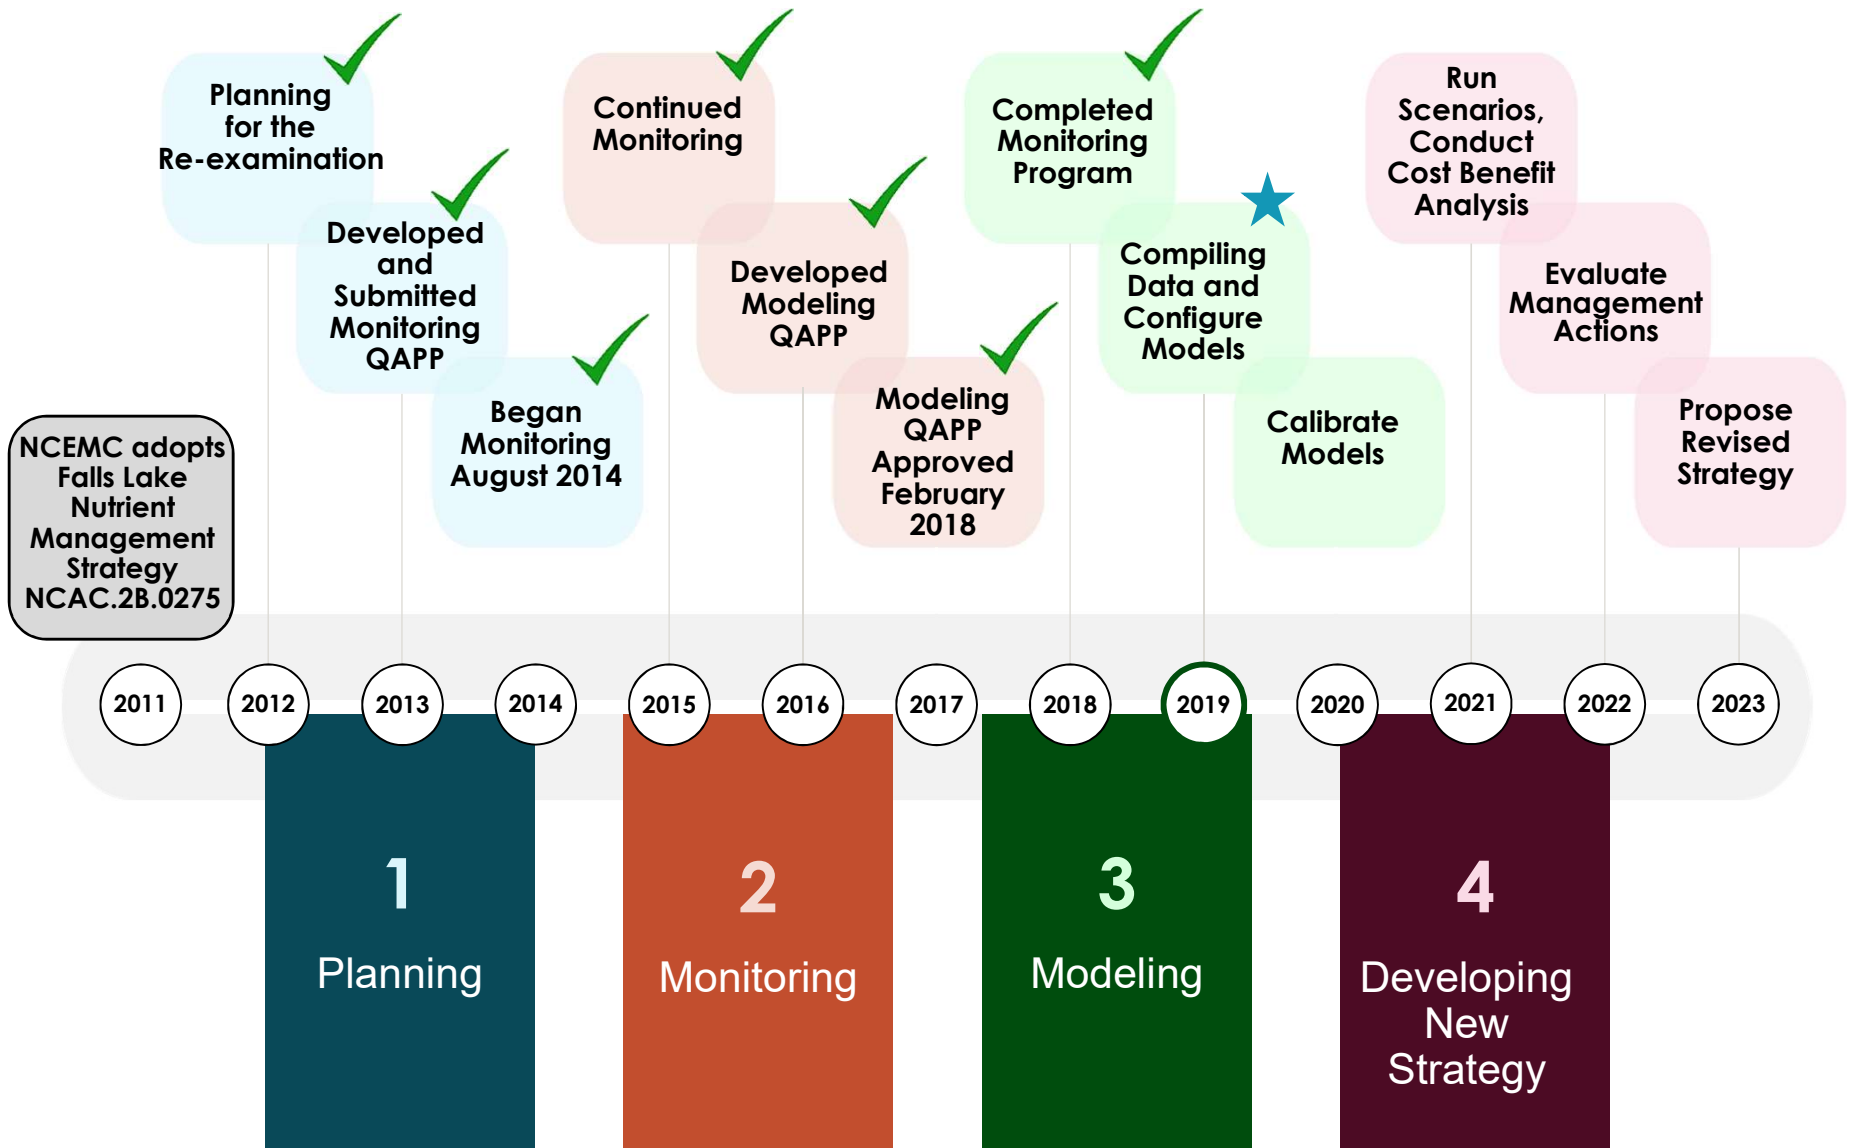 Planning
for the
Re-examination
Developed
and
Submitted
Monitoring
QAPP
Began
Monitoring
August 2014
Continued
Monitoring
Developed
Modeling
QAPP
Modeling
QAPP
Approved
February
2018
Completed
Monitoring
Program
Compiling
Data and
Configure
Models
Calibrate
Models
Run
Scenarios,
Conduct
Cost Benefit
Analysis
Evaluate
Management
Actions
Propose
Revised
Strategy
NCEMC adopts
Falls Lake
Nutrient
Management
Strategy
NCAC.2B.0275
2011
2012
2013
2014
2015
2016
2017
2018
2019
2020
2021
2022
2023
1
Planning
2
Monitoring
3
Modeling
4
Developing
New
Strategy